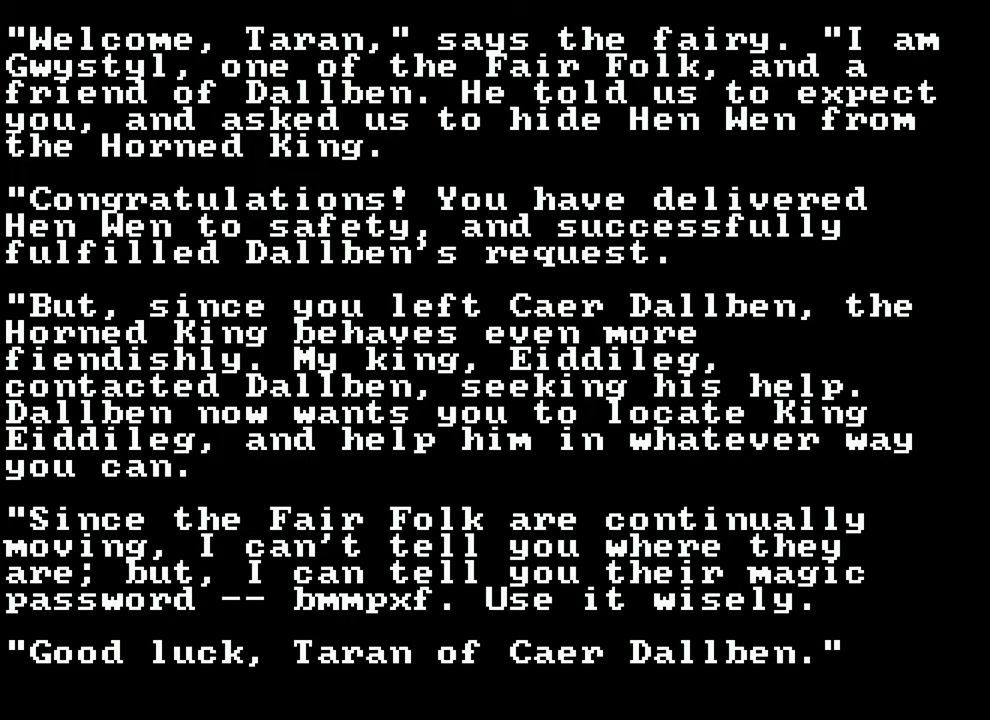 "Welcome, Taran," says the fairy. "I am
Gwystyl, one of the Fair Folk, and a
friend of Dallben. He told us to expect
you, and asked us to hide Hen Wen from
the Horned King.
"Congratulations! You have delivered
Hen Wen to safety, and successfully
fulfilled Dallben's request.
"But, since you left Caer Dallben, the
Horned King behaves even more
fiendishly. My king, Eiddileg,
contacted Dallben, seeking his help.
Dallben now wants you to locate King
Eiddileg, and help him in whatever way
you can.
"Since the Fair Folk are continually
moving, I can't tell you where they
are; but, I can tell you their magic
password -- bmmpxf. Use it wisely.
"Good luck, Taran of Caer Dallben."